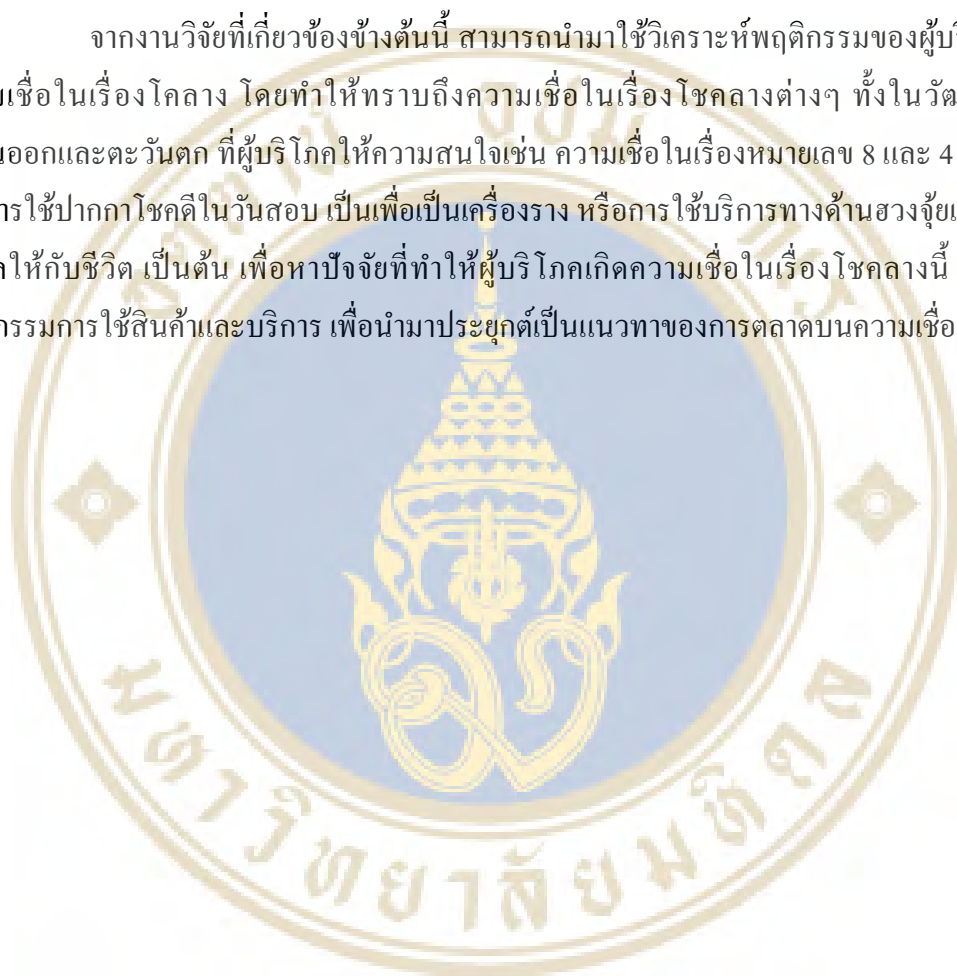 จากงานวิจัยที่เกี่ยวข้องข้างต้นนี้ สามารถนำมาใช้วิเคราะห์พฤติกรรมของผู้บริ
เชื่อในเรื่องโคลาง โดยทำให้ทราบถึงความเชื่อในเรื่องโชคลางต่างๆ ทั้งในวัฒ
ออกและตะวันตก ที่ผู้บริโภคให้ความสนใจเช่น ความเชื่อในเรื่องหมายเลข 8 และ 4
ารใช้ปากกาโชคดีในวันสอบ เป็นเพื่อเป็นเครื่องราง หรือการใช้บริการทางด้านฮวงจุ้ยเ
ให้กับชีวิต เป็นต้น เพื่อหาปัจจัยที่ทำให้ผู้บริโภคเกิดความเชื่อในเรื่องโชคลางนี้
กรรมการใช้สินค้าและบริการ เพื่อนำมาประยุกต์เป็นแนวทาของการตลาดบนความเชื่อ
มหาวิทยาลัยมหิดล